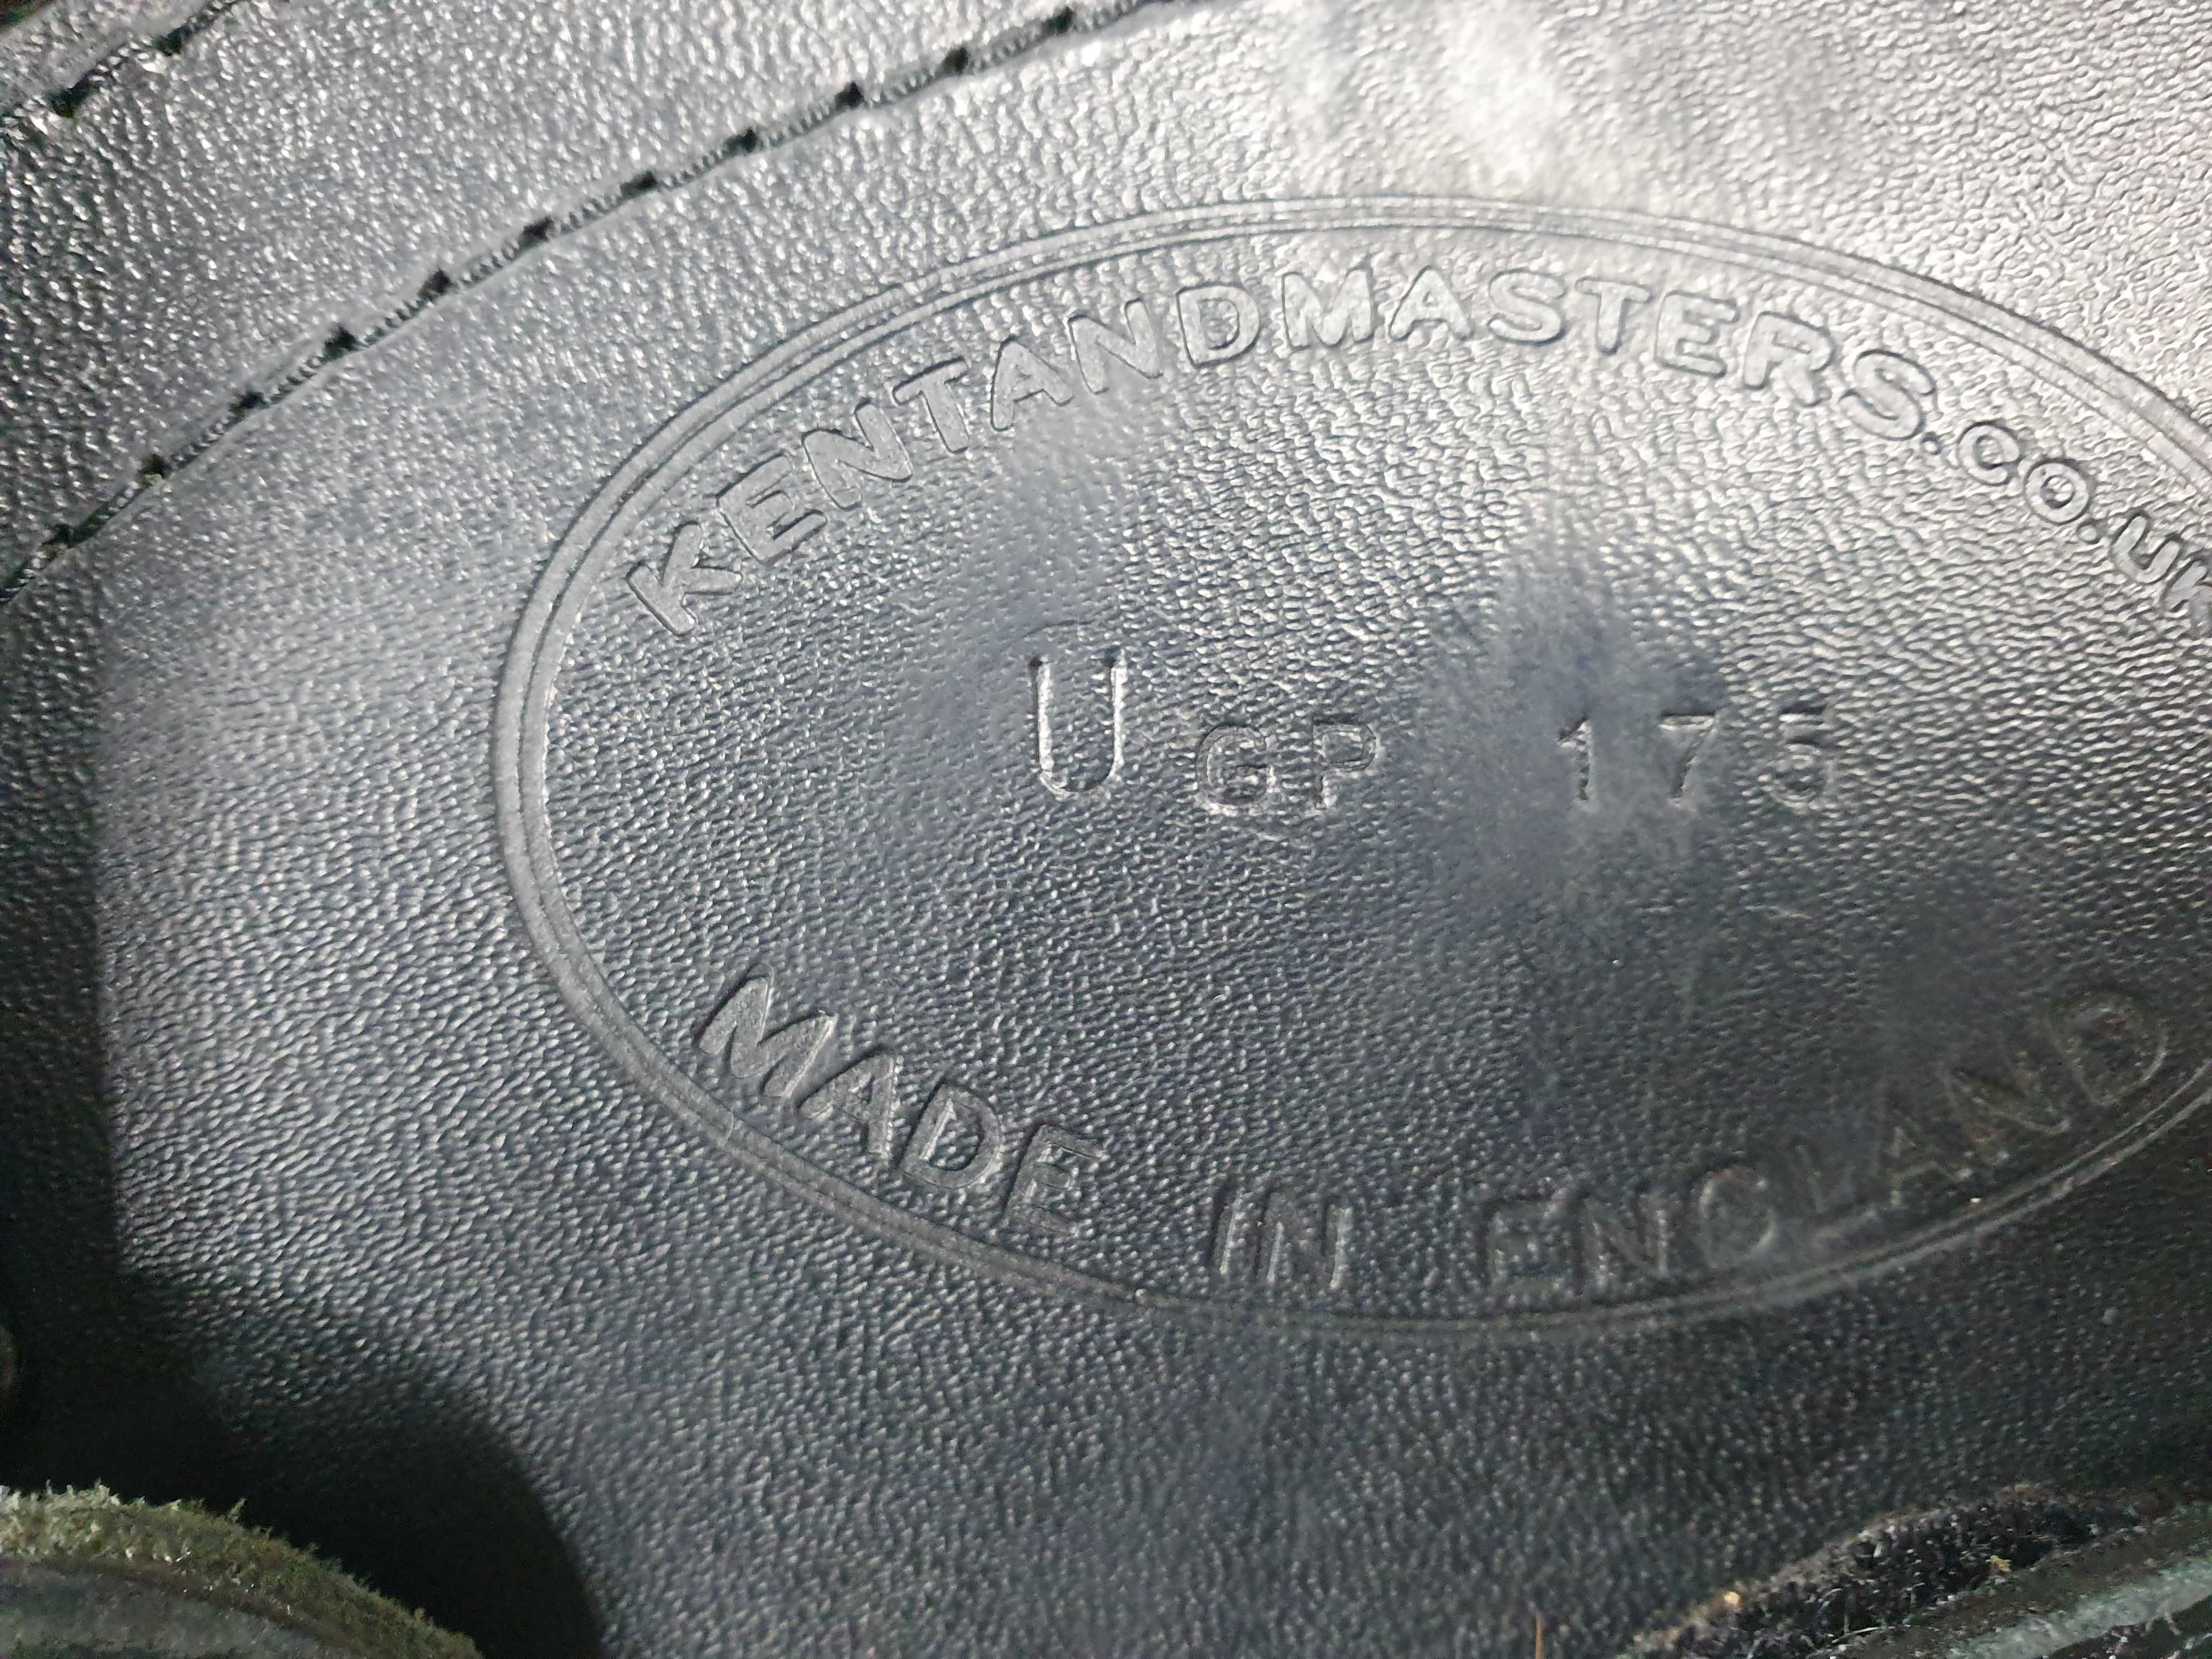 KENTANDMASTERS.CO.UK
U GP 175
MADE IN ENGLAND